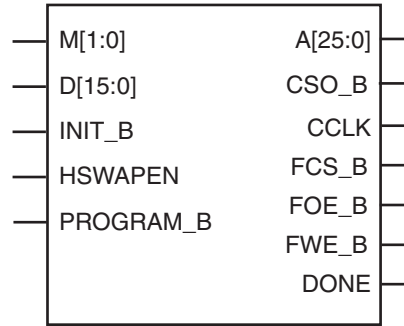 M[1:0]
D[15:0]
INIT_B
HSWAPEN
PROGRAM_B
A[25:0]
CSO_B
CCLK
FCS_B
FOE_B
FWE_B
DONE